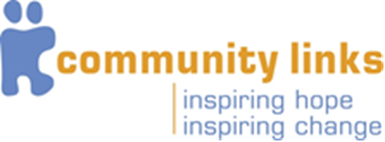 community links
inspiring hope
inspiring change